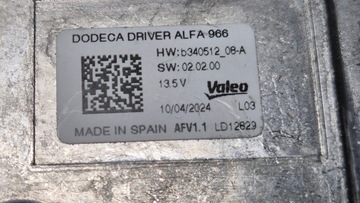 DODECA DRIVER ALFA 966
HW: b340512_08-A
SW: 02.02.00
13.5 V Valeo
10/04/2024 L03
MADE IN SPAIN AFV1.1 LD12829